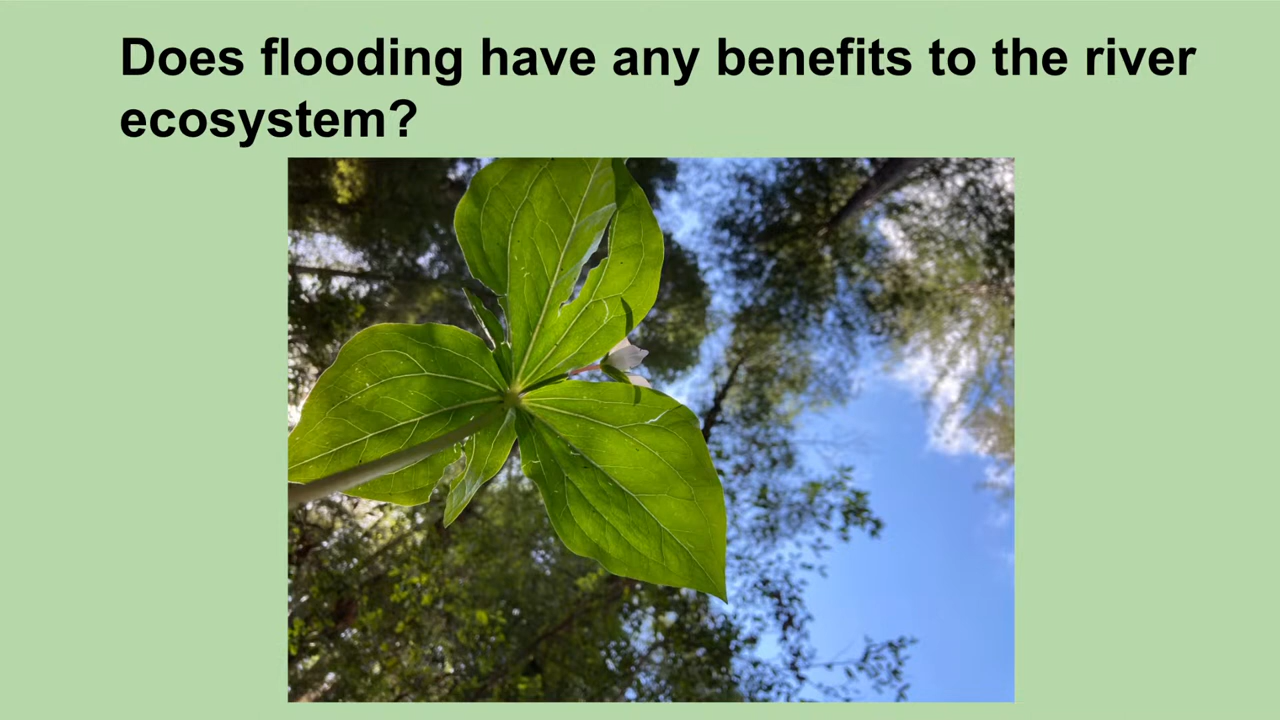 Does flooding have any benefits to the river
ecosystem?